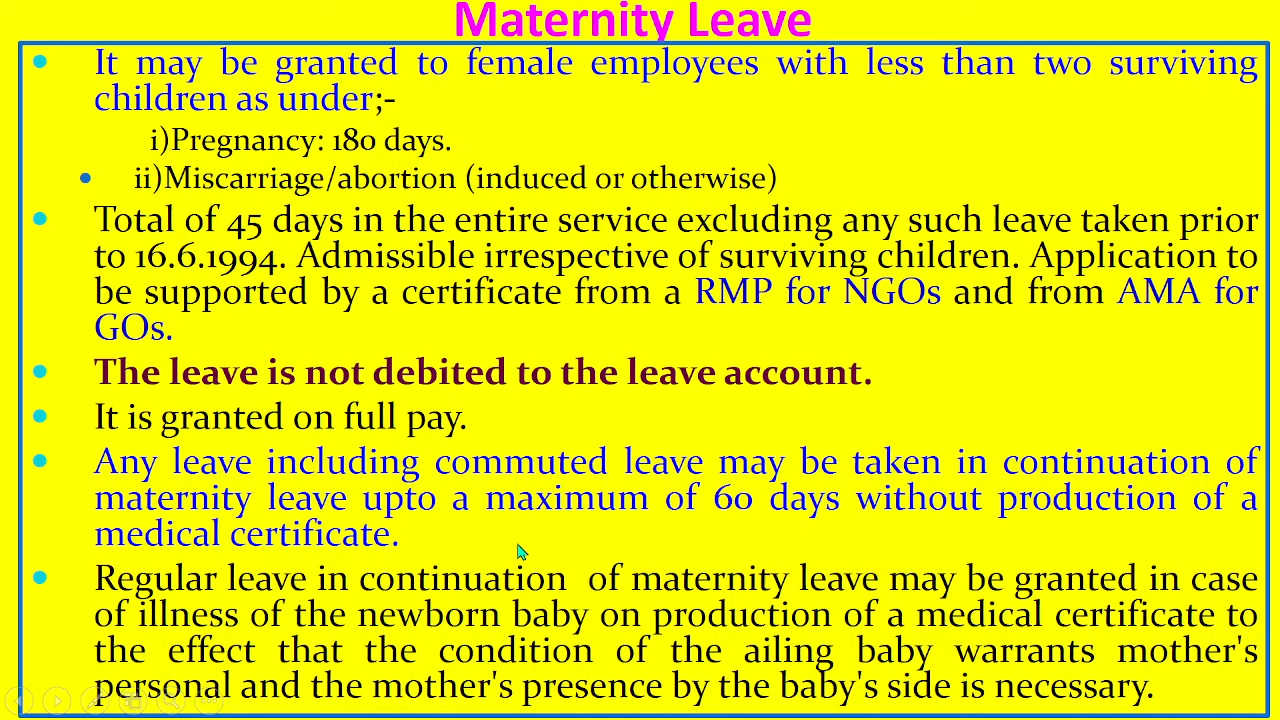 Maternity Leave
• It may be granted to female employees with less than two surviving
children as under;-
i)Pregnancy: 180 days.
• ii)Miscarriage/abortion (induced or otherwise)
• Total of 45 days in the entire service excluding any such leave taken prior
to 16.6.1994. Admissible irrespective of surviving children. Application to
be supported by a certificate from a RMP for NGOs and from AMA for
GOs.
• The leave is not debited to the leave account.
• It is granted on full pay.
• Any leave including commuted leave may be taken in continuation of
maternity leave upto a maximum of 60 days without production of a
medical certificate.
• Regular leave in continuation of maternity leave may be granted in case
of illness of the newborn baby on production of a medical certificate to
the effect that the condition of the ailing baby warrants mother's
personal and the mother's presence by the baby's side is necessary.